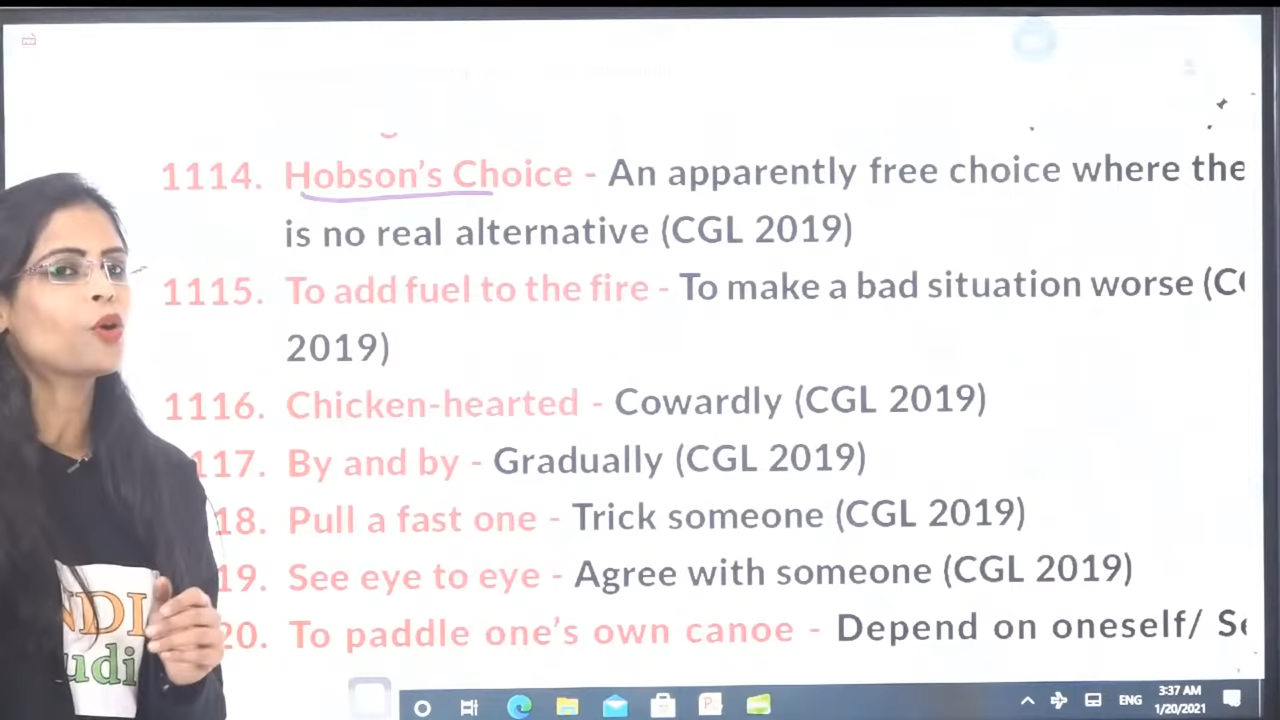 1114. Hobson's Choice - An apparently free choice where the
is no real alternative (CGL 2019)
1115. To add fuel to the fire - To make a bad situation worse (C
2019)
1116. Chicken-hearted - Cowardly (CGL 2019)
117. By and by - Gradually (CGL 2019)
18. Pull a fast one - Trick someone (CGL 2019)
19. See eye to eye - Agree with someone (CGL 2019)
20. To paddle one's own canoe - Depend on oneself/ Se
NDI
udi
ENG 3:37 AM
1/20/2021